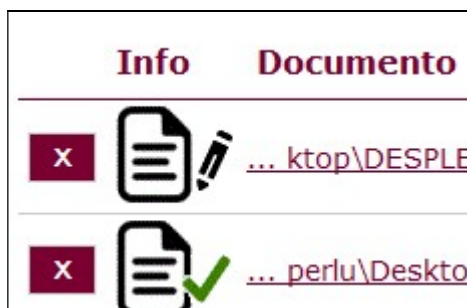 Info Documento
X ... ktop\DESPLE
X ... perlu\Deskto